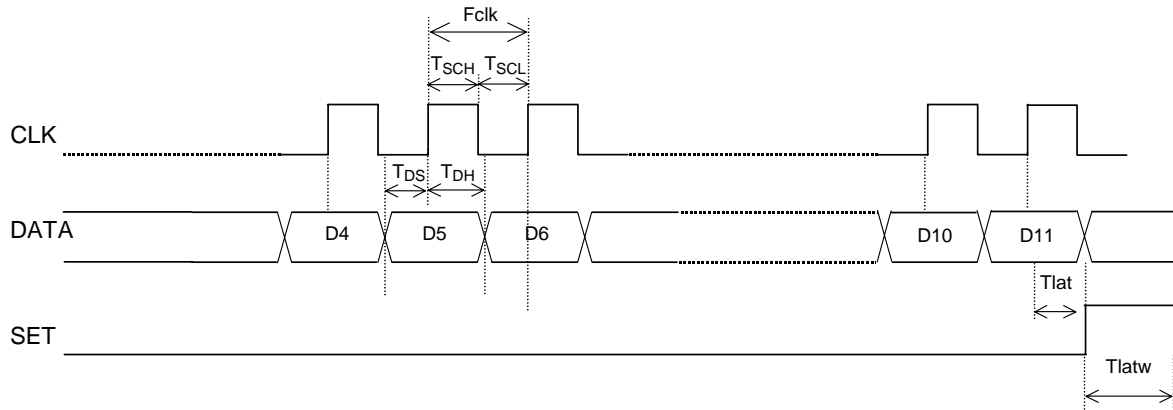 Fclk
TSCH TSCL
CLK
TDS TDH
DATA D4 D5 D6 D10 D11
Tlat
SET
Tlatw